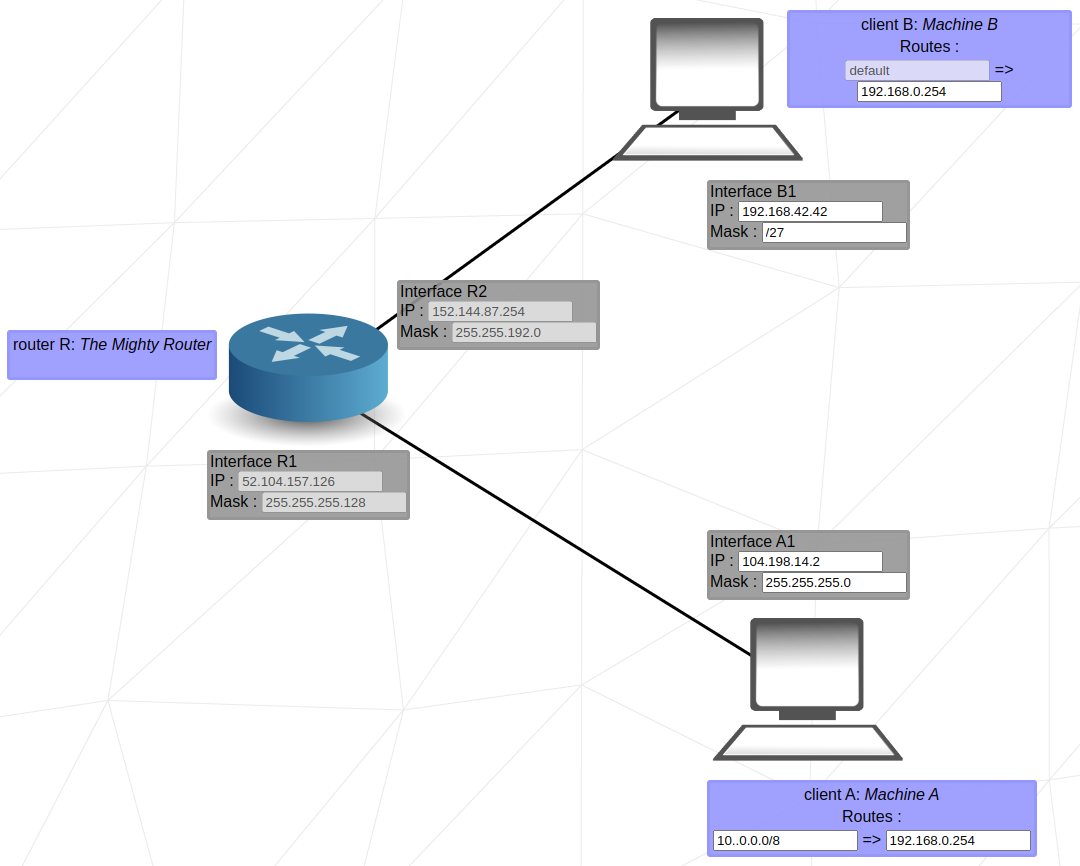 client B: Machine B
Routes :
default =>
192.168.0.254
Interface B1
IP : 192.168.42.42
Mask : /27
Interface R2
IP : 152.144.87.254
Mask : 255.255.192.0
router R: The Mighty Router
Interface R1
IP : 52.104.157.126
Mask : 255.255.255.128
Interface A1
IP : 104.198.14.2
Mask : 255.255.255.0
client A: Machine A
Routes :
10..0.0.0/8 => 192.168.0.254